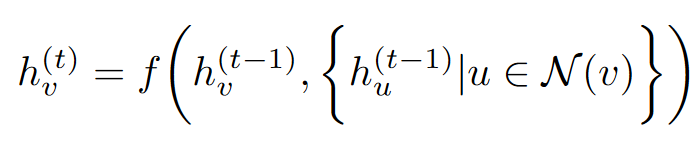 h_v^{(t)} = f\left( h_v^{(t-1)}, \left\{ h_u^{(t-1)} | u \in \mathcal{N}(v) \right\} \right)